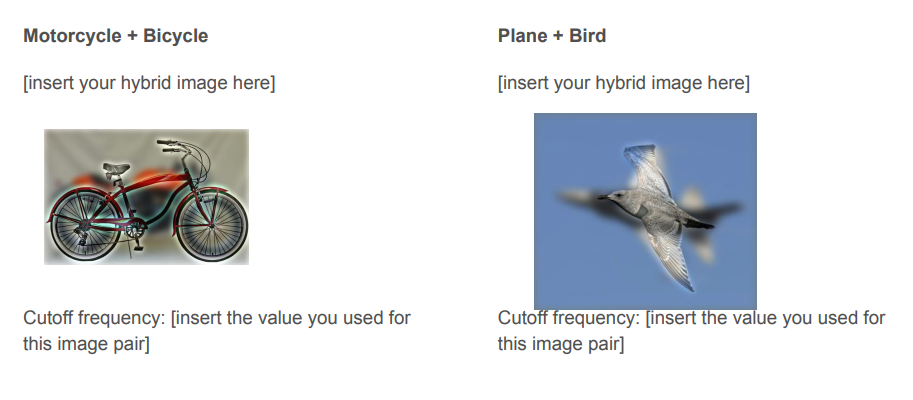 Motorcycle + Bicycle
[insert your hybrid image here]
Cutoff frequency: [insert the value you used for
this image pair]
Plane + Bird
[insert your hybrid image here]
Cutoff frequency: [insert the value you used for
this image pair]